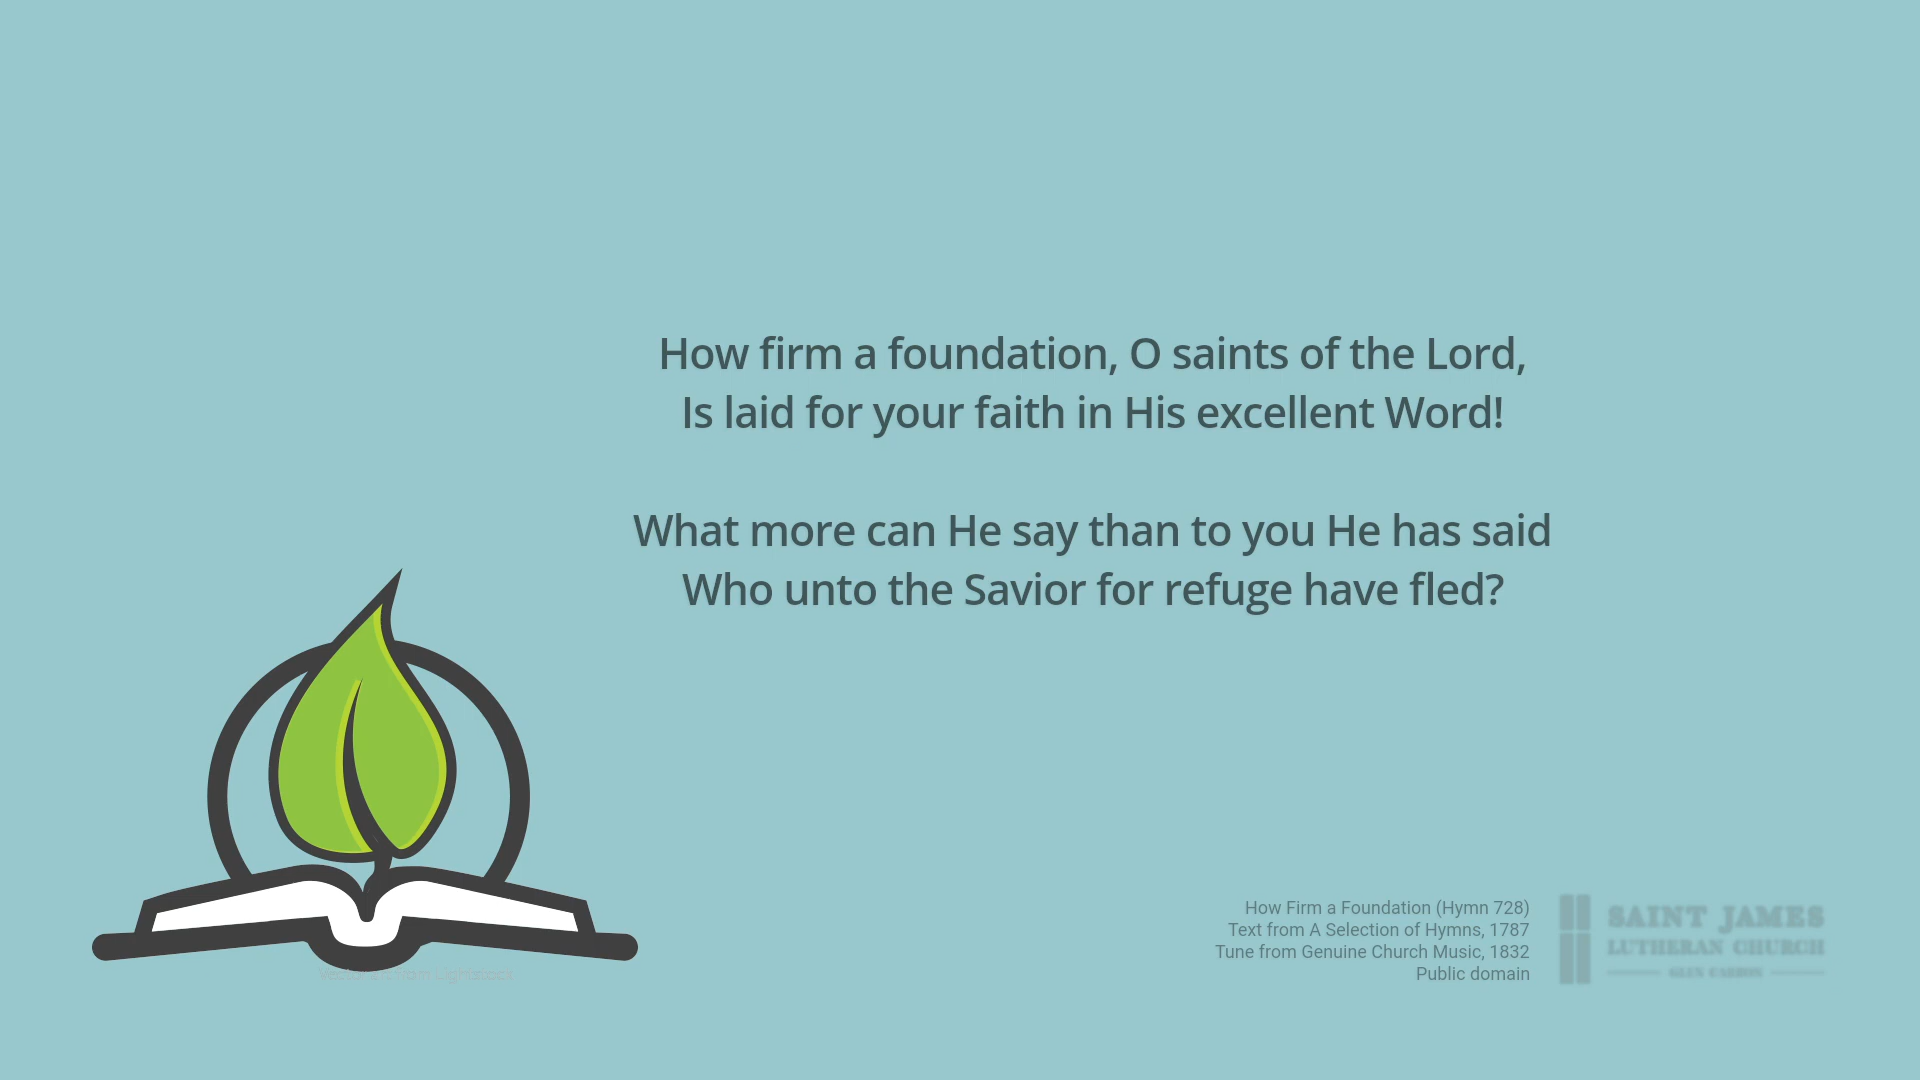 How firm a foundation, O saints of the Lord,
Is laid for your faith in His excellent Word!
What more can He say than to you He has said
Who unto the Savior for refuge have fled?
How Firm a Foundation (Hymn 728)
Text from A Selection of Hymns, 1787
Tune from Genuine Church Music, 1832
Public domain
SAINT JAMES
LUTHERAN CHURCH
GLEN CARBON